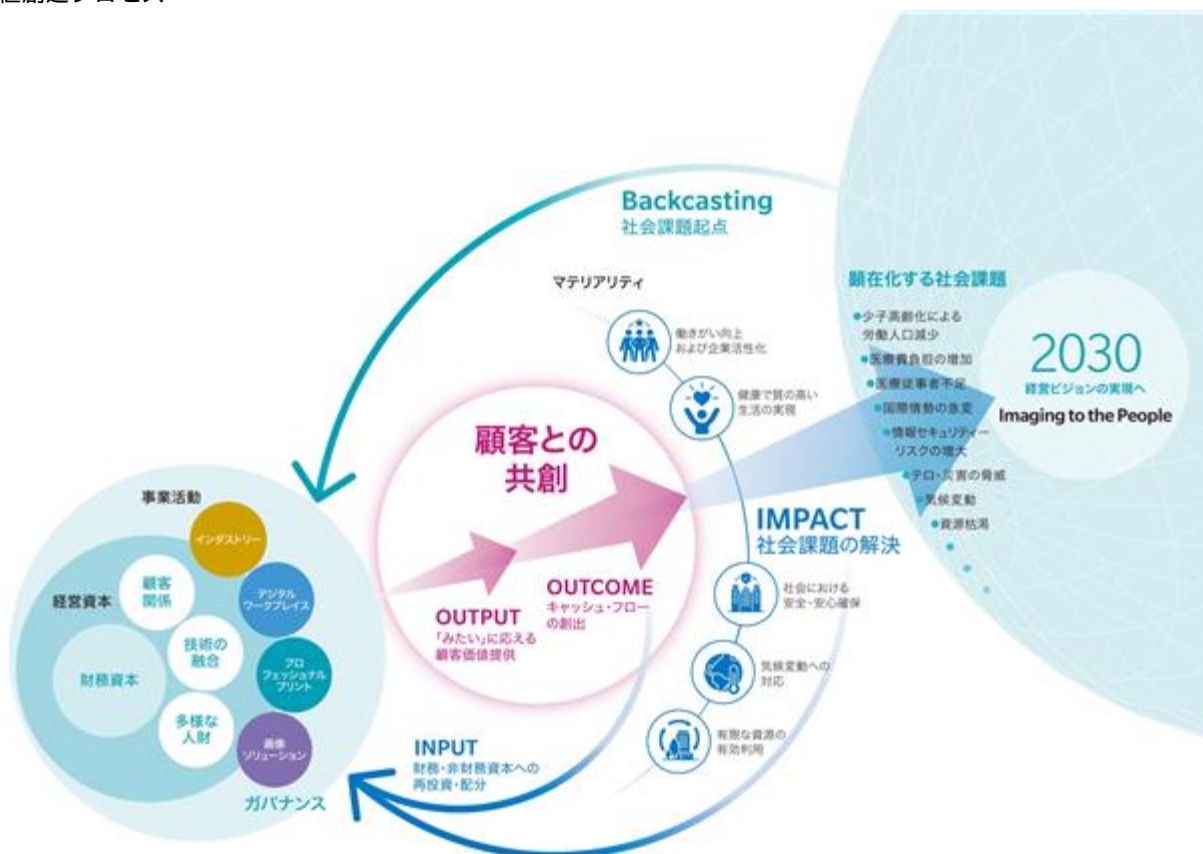 Backcasting
社会課題起点
マテリアリティ
働きがい向上
および企業活性化
健康で質の高い
生活の実現
顕在化する社会課題
●少子高齢化による
労働人口減少
●医療費負担の増加
●医療従事者不足
●国際情勢の急変
●情報セキュリティー
リスクの増大
●テロ・災害の脅威
●気候変動
●資源枯渇
2030
経営ビジョンの実現へ
Imaging to the People
顧客との
共創
OUTPUT
「みたい」に応える
顧客価値提供
OUTCOME
キャッシュ・フロー
の創出
IMPACT
社会課題の解決
社会における
安全・安心確保
気候変動への
対応
有限な資源の
有効利用
事業活動
インダストリー
デジタル
ワークプレイス
プロ
フェッショナル
プリント
画像
ソリューション
経営資本
財務資本
顧客
関係
技術の
融合
多様な
人財
ガバナンス
INPUT
財務・非財務資本への
再投資・配分